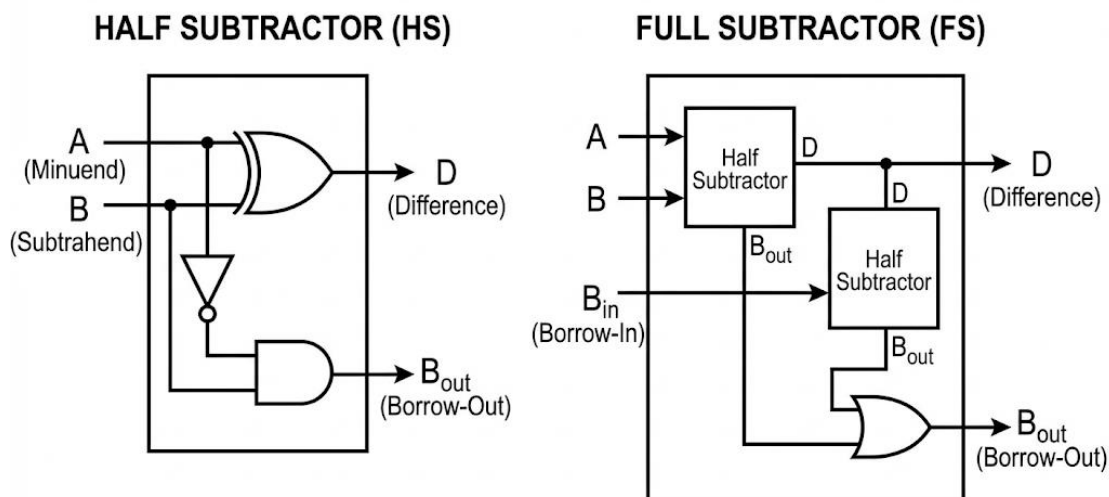 HALF SUBTRACTOR (HS)
A
(Minuend)
B
(Subtrahend)
D
(Difference)
Bout
(Borrow-Out)
FULL SUBTRACTOR (FS)
A
B
Bin
(Borrow-In)
Half
Subtractor
D
Bout
D
Half
Subtractor
Bout
D
(Difference)
Bout
(Borrow-Out)